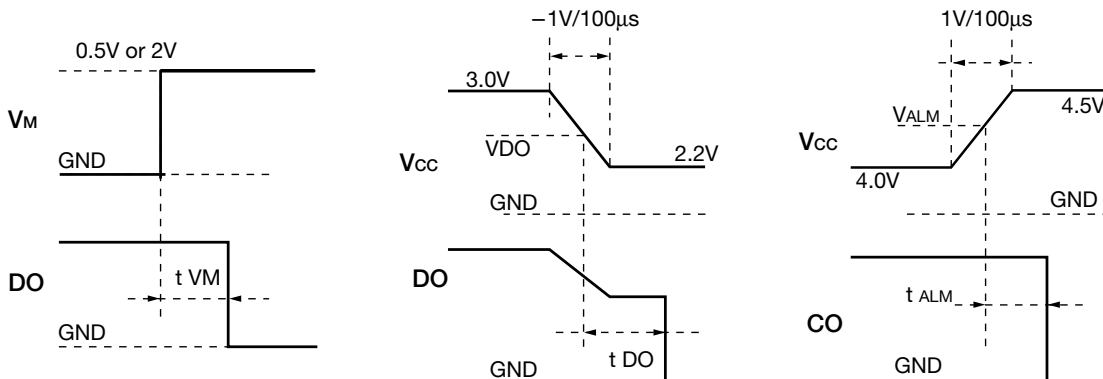 0.5V or 2V
VM
GND
DO
t VM
GND
−1V/100μs
3.0V
VDO
VCC
2.2V
GND
DO
t DO
GND
1V/100μs
VALM
4.5V
VCC
4.0V
GND
t ALM
CO
GND